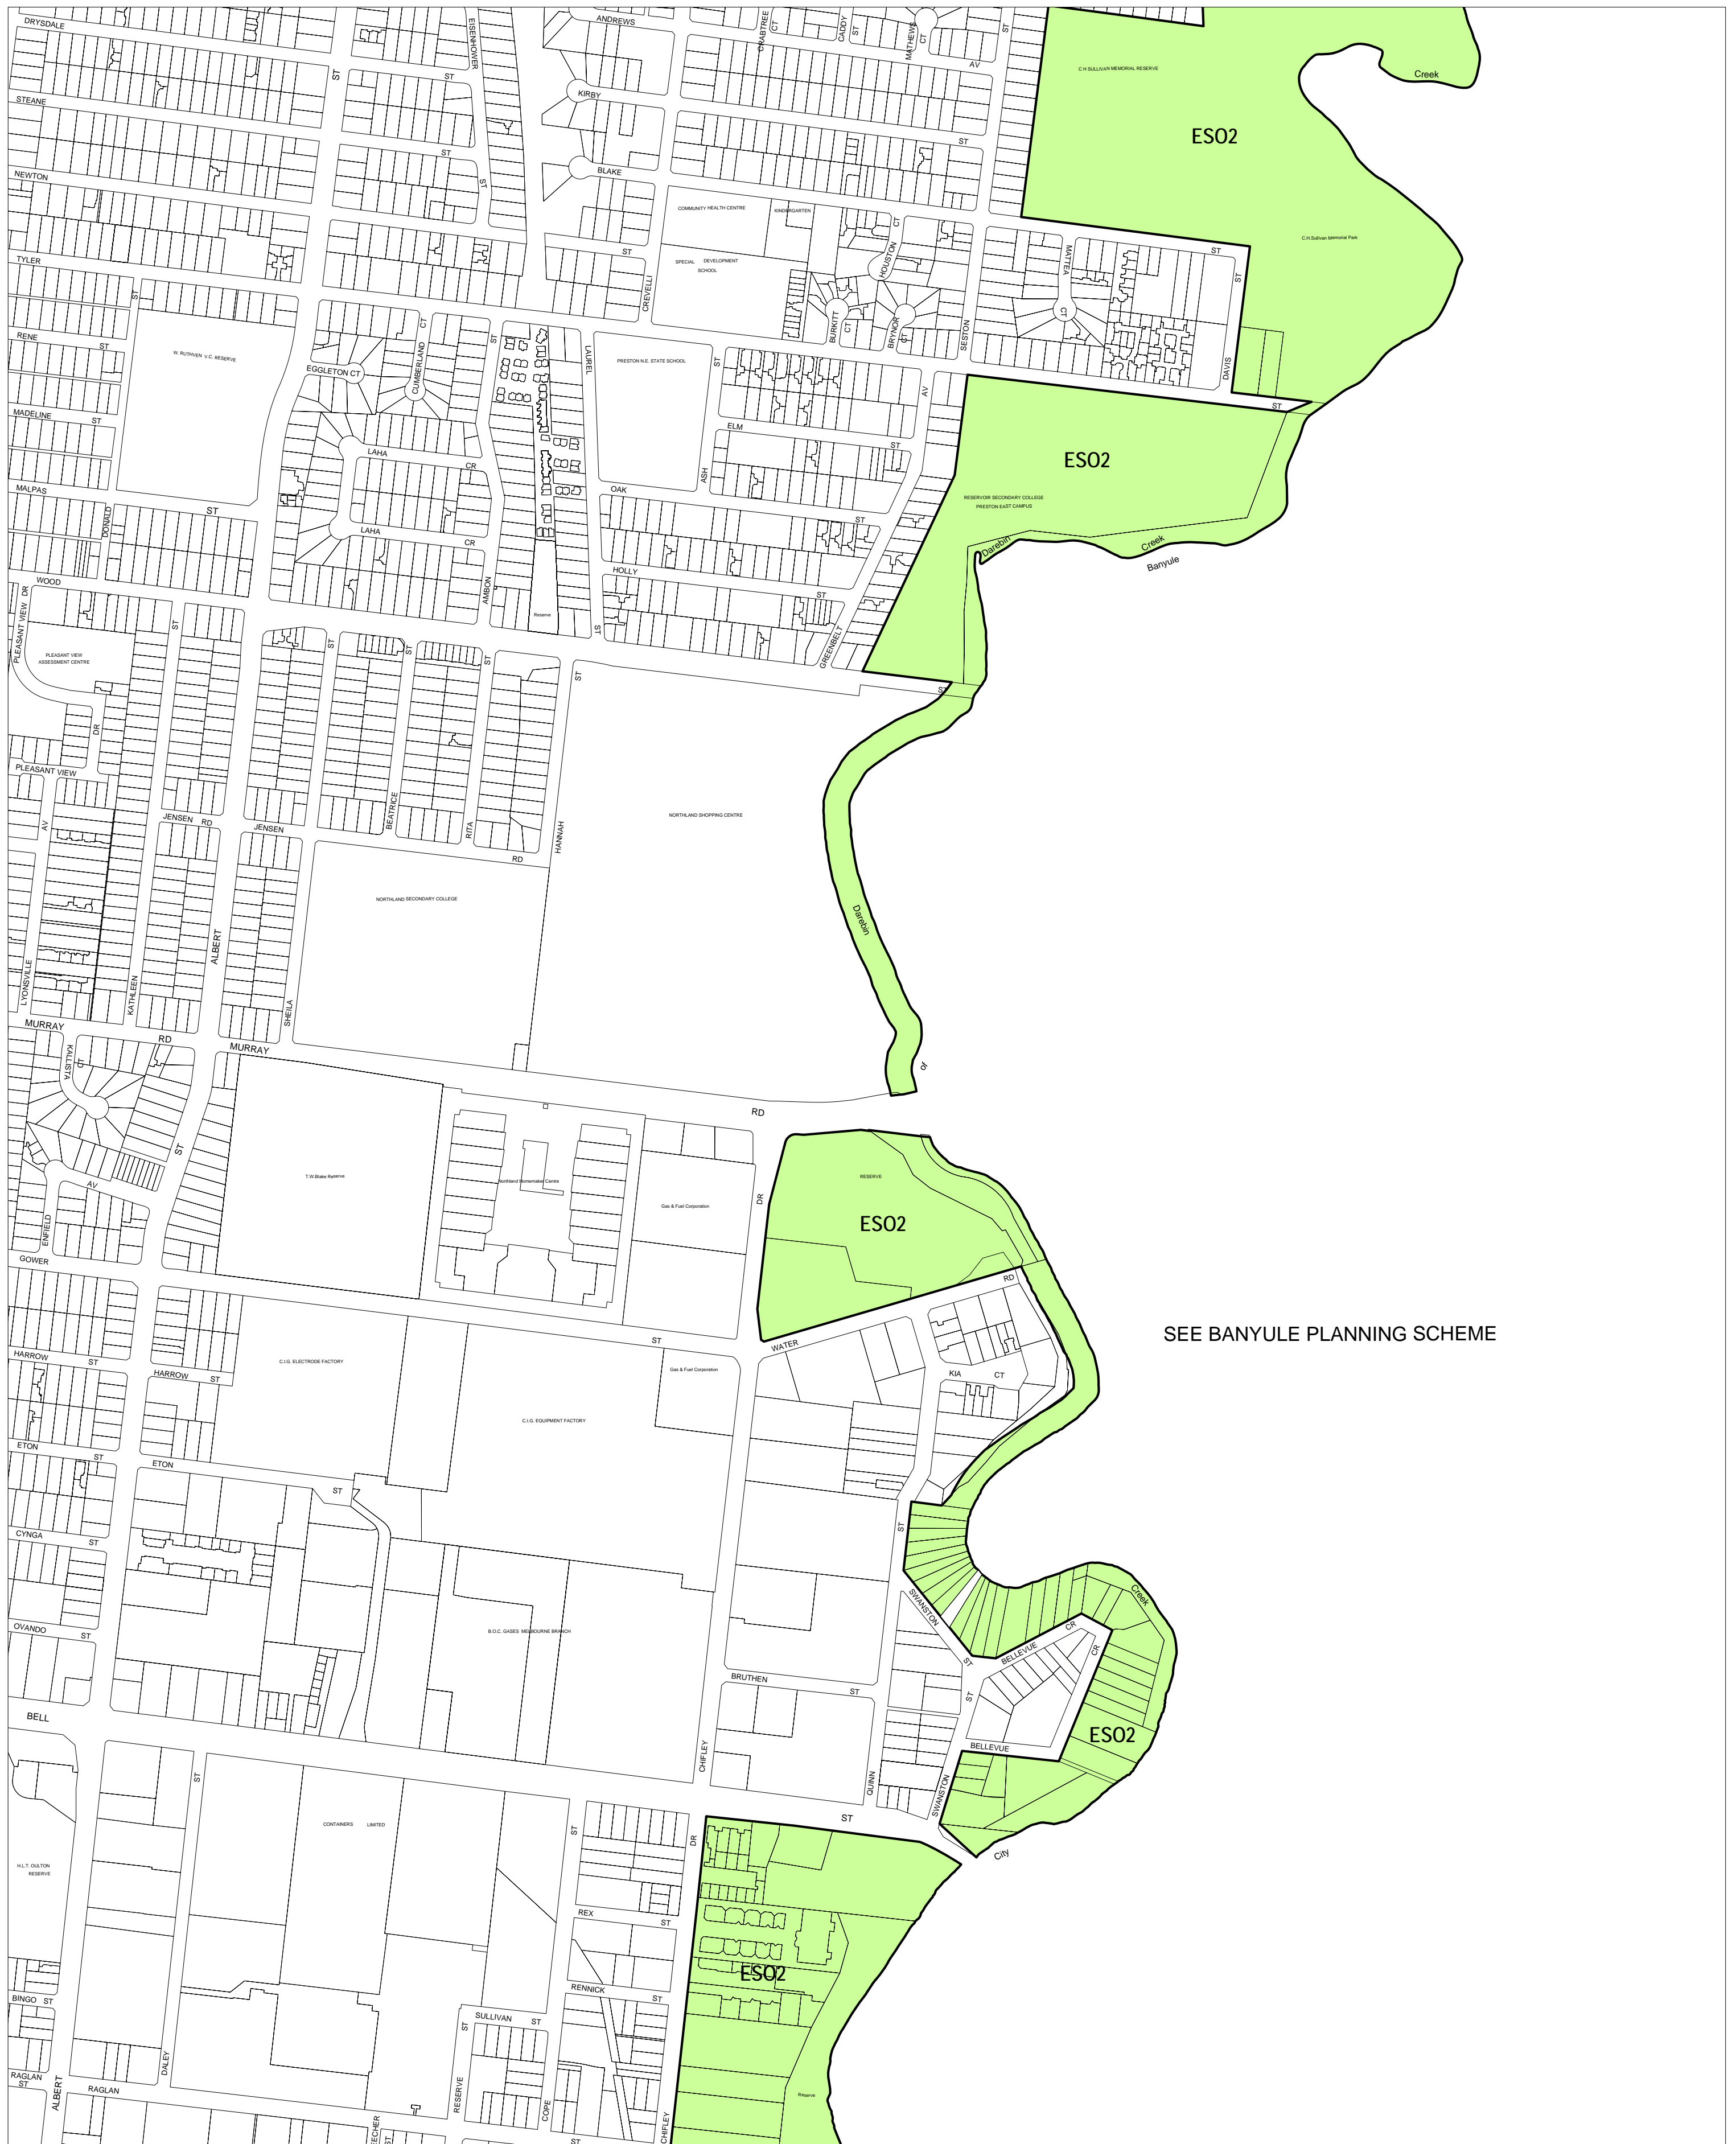 DRYSDALE
EISENHOWER
ANDREWS
CRABTREE
CT
CADDY
ST
MATHEWS
CT
ST
AV
C H SULLIVAN MEMORIAL RESERVE
Creek
ST
ST
KIRBY
STEANE
ESO2
ST
ST
BLAKE
NEWTON
ST
COMMUNITY HEALTH CENTRE
KINDERGARTEN
CT
HOUSTON
MATTEA
C.H.Sullivan Memorial Park
ST
ST
ST
TYLER
SPECIAL DEVELOPMENT
SCHOOL
CREVELLI
ST
CT
BURKITT
CT
BRYNOR
CT
SESTON
CT
RENE
ST
ST
CUMBERLAND
CT
W. RUTHVEN V.C. RESERVE
EGGLETON CT
LAUREL
PRESTON N.E. STATE SCHOOL
ST
DAVIS
AV
ST
MADELINE
ST
ELM
ST
LAHA
CR
ASH
ESO2
MALPAS
OAK
RESERVOIR SECONDARY COLLEGE
PRESTON EAST CAMPUS
DONALD
ST
ST
LAHA
CR
Darebin
Creek
Banyule
WOOD
HOLLY
AMBON
ST
Reserve
PLEASANT VIEW
DR
ST
ST
ST
ST
ST
GREENBELT
PLEASANT VIEW
ASSESSMENT CENTRE
ST
ST
DR
PLEASANT VIEW
AV
JENSEN RD
JENSEN
BEATRICE
RITA
HANNAH
RD
NORTHLAND SHOPPING CENTRE
NORTHLAND SECONDARY COLLEGE
Darebin
ALBERT
LYONSVILLE
KATHLEEN
SHEILA
MURRAY
RD
MURRAY
KALLISTA
CT
or
RD
ST
T.W.Blake Reserve
Northland Homemaker Centre
Gas & Fuel Corporation
DR
RESERVE
AV
ENFIELD
ESO2
GOWER
RD
SEE BANYULE PLANNING SCHEME
ST
WATER
HARROW
ST
C.I.G. ELECTRODE FACTORY
Gas & Fuel Corporation
HARROW
ST
KIA CT
C.I.G. EQUIPMENT FACTORY
ETON
ST
ETON
ST
CYNGA
ST
ST
SWANSTON
Creek
OVANDO
ST
B.O.C. GASES MELBOURNE BRANCH
BELLEVUE
CR
CR
ST
BRUTHEN
ST
ST
BELL
ESO2
BELLEVUE
CHIFLEY
QUINN
SWANSTON
ST
ST
CONTAINERS LIMITED
ST
DR
City
H.L.T. OULTON
RESERVE
REX
ST
ESO2
BINGO ST
RENNICK
ST
SULLIVAN
ST
ST
DALEY
RAGLAN
ST
ALBERT
RAGLAN
RESERVE
COPE
Reserve
CHIFLEY
EECHER
ST
ST